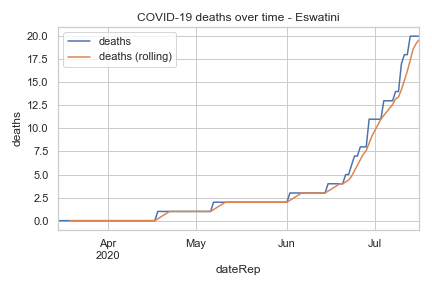 COVID-19 deaths over time - Eswatini
deaths
deaths (rolling)
20.0
17.5
15.0
12.5
10.0
7.5
5.0
2.5
0.0
deaths
Apr
2020
May
Jun
Jul
dateRep